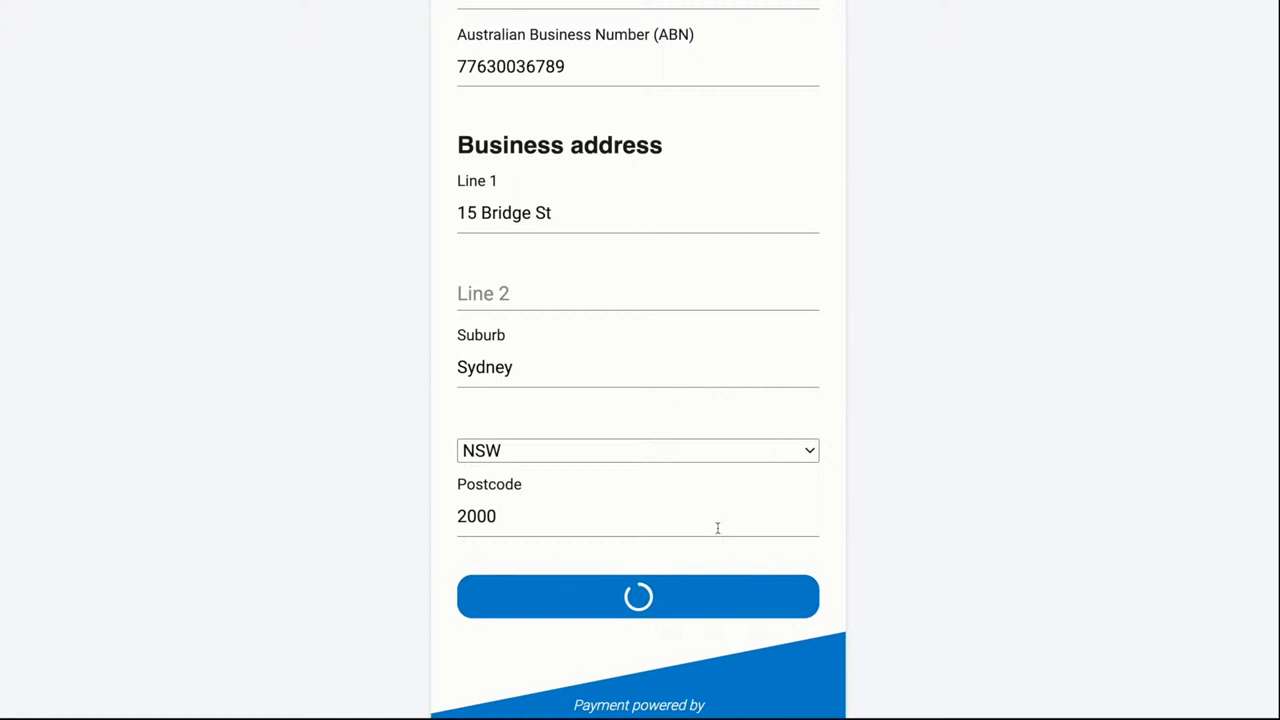 Australian Business Number (ABN)
77630036789
Business address
Line 1
15 Bridge St
Line 2
Suburb
Sydney
NSW
Postcode
2000
Payment powered by